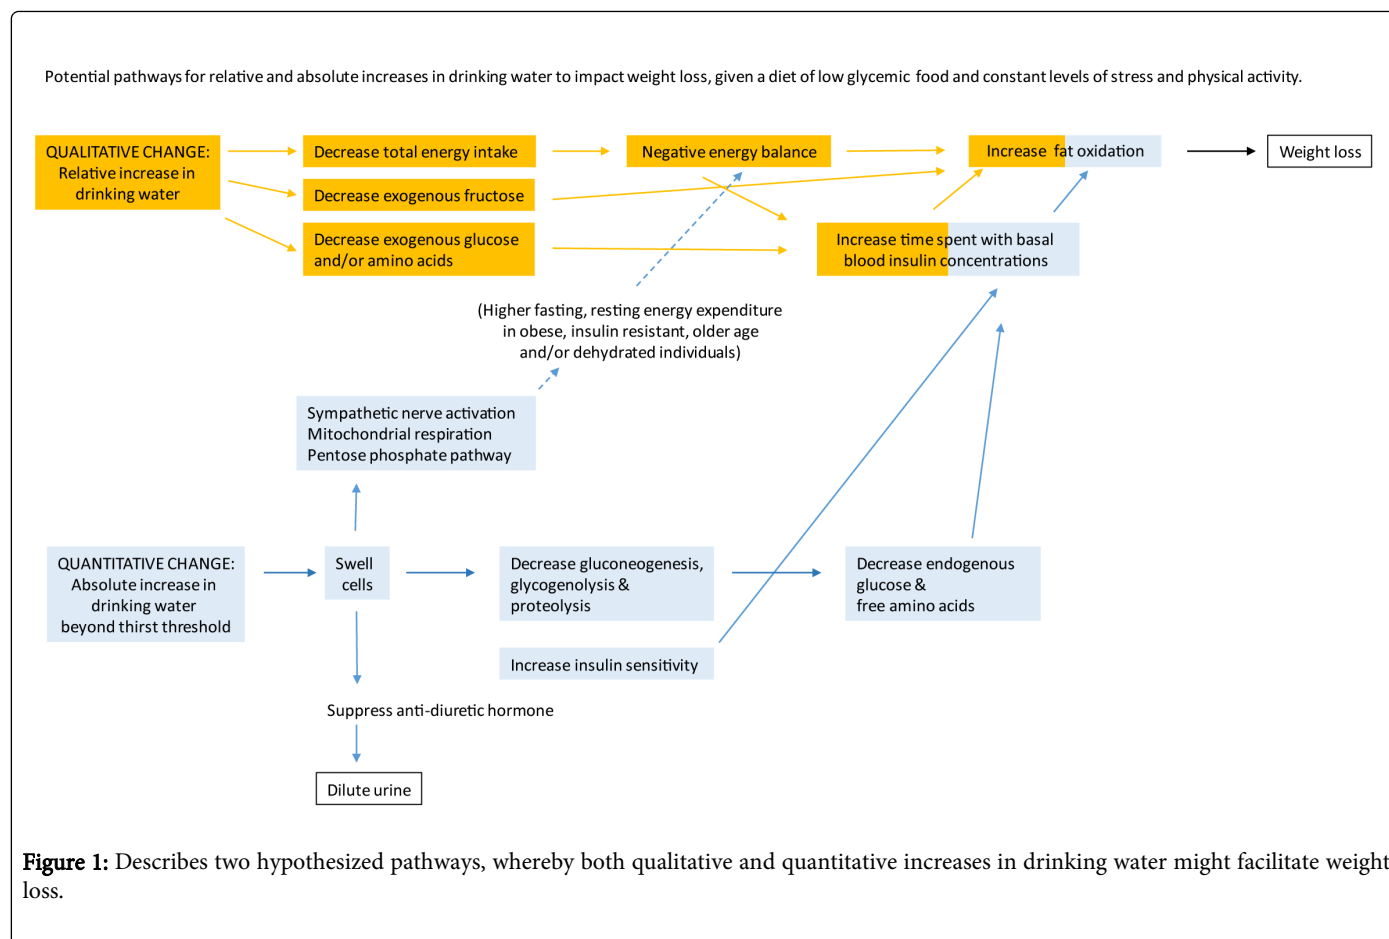 Potential pathways for relative and absolute increases in drinking water to impact weight loss, given a diet of low glycemic food and constant levels of stress and physical activity.
QUALITATIVE CHANGE:
Relative increase in
drinking water
Decrease total energy intake
Negative energy balance
Increase fat oxidation
Weight loss
Decrease exogenous fructose
Decrease exogenous glucose
and/or amino acids
Increase time spent with basal
blood insulin concentrations
(Higher fasting, resting energy expenditure
in obese, insulin resistant, older age
and/or dehydrated individuals)
Sympathetic nerve activation
Mitochondrial respiration
Pentose phosphate pathway
QUANTITATIVE CHANGE:
Absolute increase in
drinking water
beyond thirst threshold
Swell
cells
Decrease gluconeogenesis,
glycogenolysis &
proteolysis
Decrease endogenous
glucose &
free amino acids
Increase insulin sensitivity
Suppress anti-diuretic hormone
Dilute urine
Figure 1: Describes two hypothesized pathways, whereby both qualitative and quantitative increases in drinking water might facilitate weight
loss.